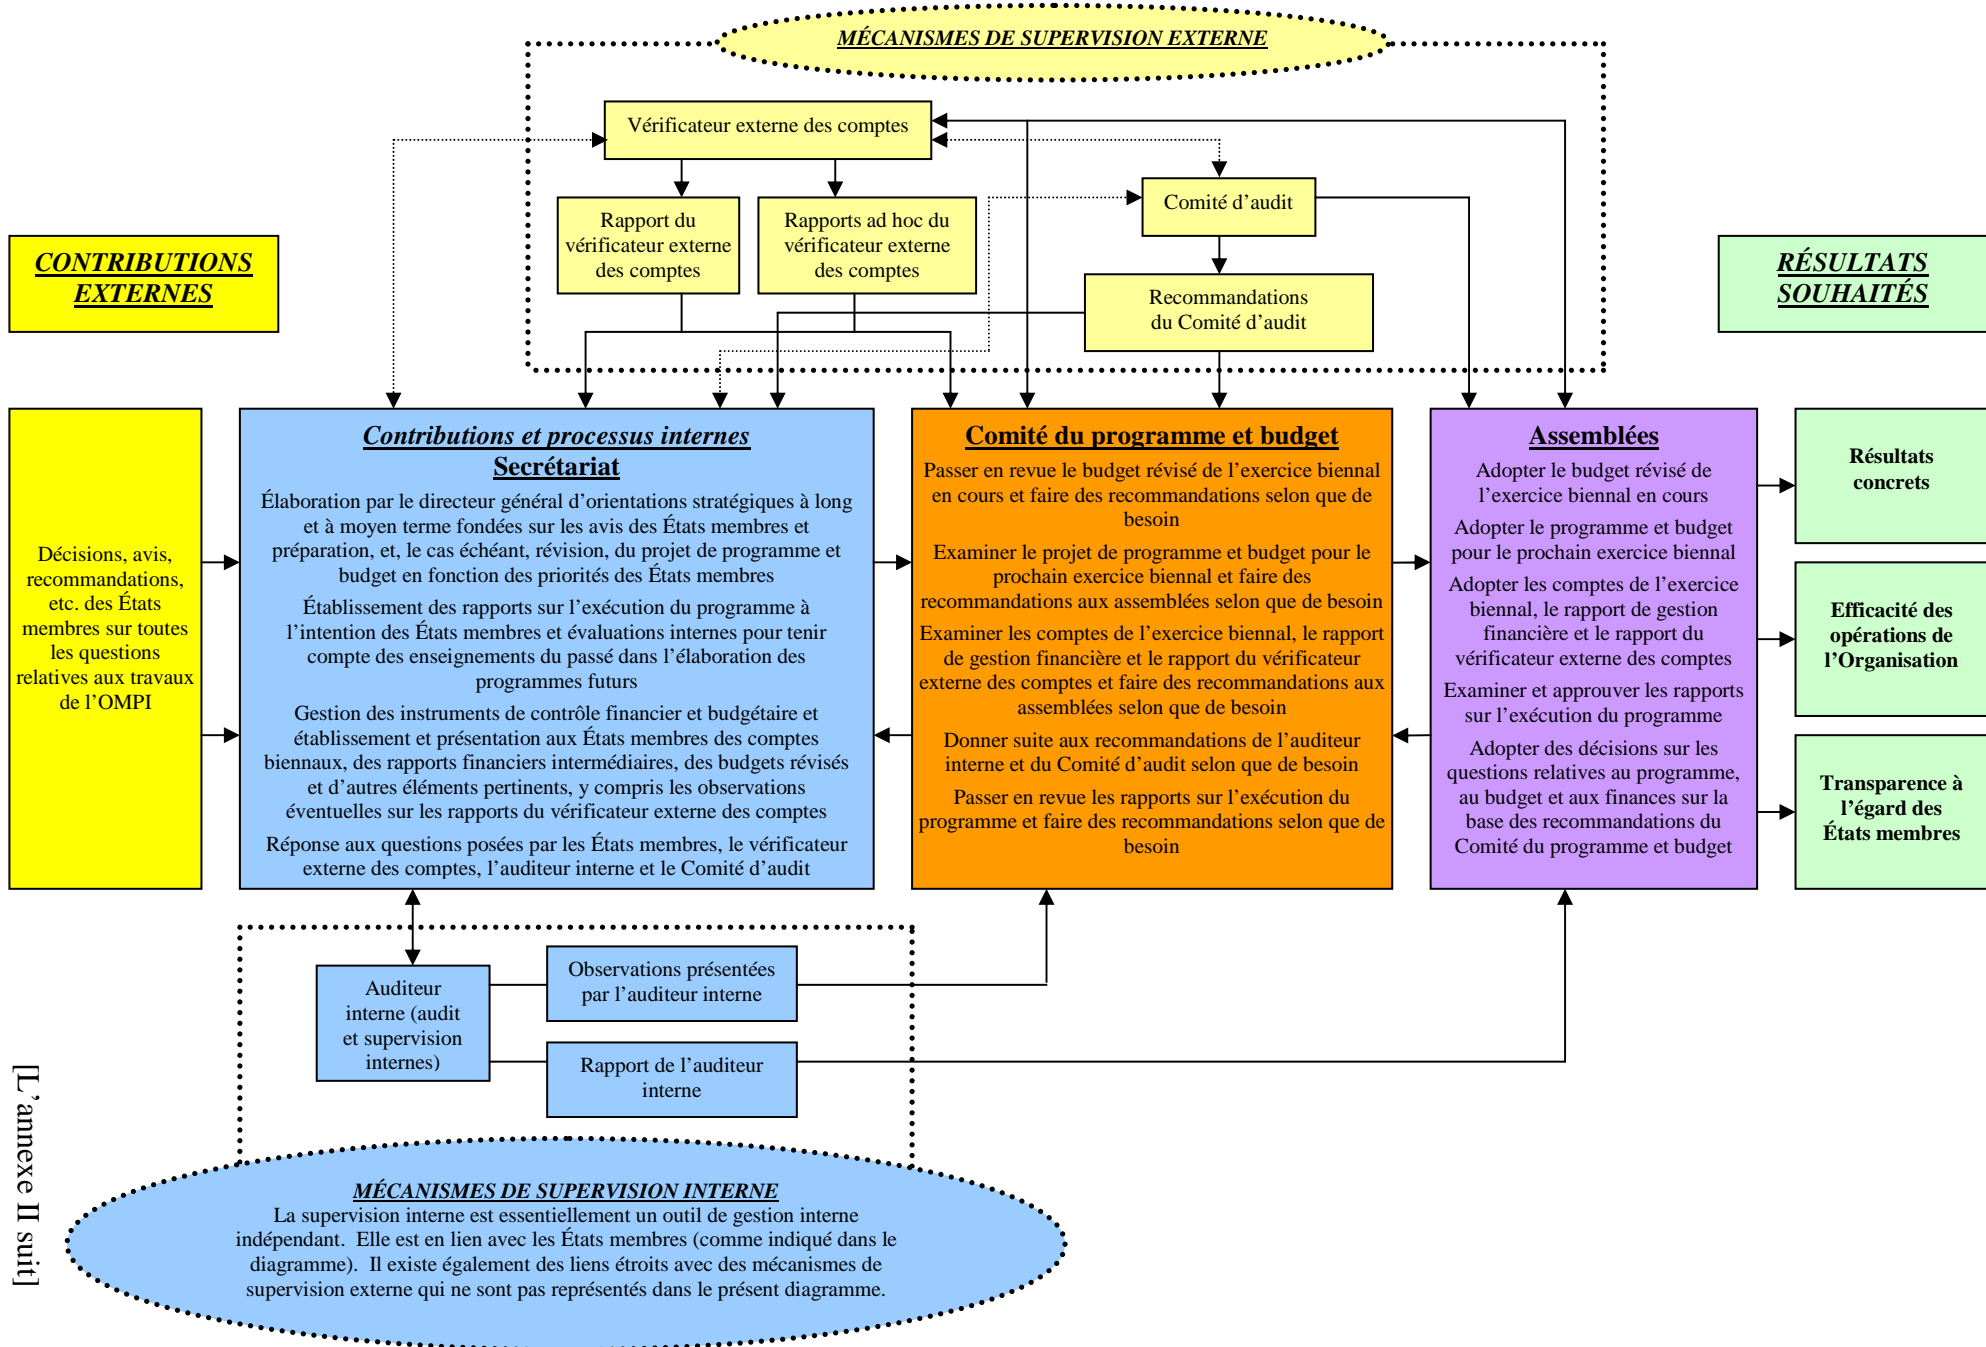 MÉCANISMES DE SUPERVISION EXTERNE
Vérificateur externe des comptes
Rapport du
vérificateur externe
des comptes
Rapports ad hoc du
vérificateur externe
des comptes
Comité d’audit
Recommandations
du Comité d’audit
CONTRIBUTIONS
EXTERNES
RÉSULTATS
SOUHAITÉS
Décisions, avis,
recommandations,
etc. des États
membres sur toutes
les questions
relatives aux travaux
de l’OMPI
Contributions et processus internes
Secrétariat
Élaboration par le directeur général d’orientations stratégiques à long
et à moyen terme fondées sur les avis des États membres et
préparation, et, le cas échéant, révision, du projet de programme et
budget en fonction des priorités des États membres
Établissement des rapports sur l’exécution du programme à
l’intention des États membres et évaluations internes pour tenir
compte des enseignements du passé dans l’élaboration des
programmes futurs
Gestion des instruments de contrôle financier et budgétaire et
établissement et présentation aux États membres des comptes
biennaux, des rapports financiers intermédiaires, des budgets révisés
et d’autres éléments pertinents, y compris les observations
éventuelles sur les rapports du vérificateur externe des comptes
Réponse aux questions posées par les États membres, le vérificateur
externe des comptes, l’auditeur interne et le Comité d’audit
Comité du programme et budget
Passer en revue le budget révisé de l’exercice biennal
en cours et faire des recommandations selon que de
besoin
Examiner le projet de programme et budget pour le
prochain exercice biennal et faire des
recommandations aux assemblées selon que de besoin
Examiner les comptes de l’exercice biennal, le rapport
de gestion financière et le rapport du vérificateur
externe des comptes et faire des recommandations aux
assemblées selon que de besoin
Donner suite aux recommandations de l’auditeur
interne et du Comité d’audit selon que de besoin
Passer en revue les rapports sur l’exécution du
programme et faire des recommandations selon que de
besoin
Assemblées
Adopter le budget révisé de
l’exercice biennal en cours
Adopter le programme et budget
pour le prochain exercice biennal
Adopter les comptes de l’exercice
biennal, le rapport de gestion
financière et le rapport du
vérificateur externe des comptes
Examiner et approuver les rapports
sur l’exécution du programme
Adopter des décisions sur les
questions relatives au programme,
au budget et aux finances sur la
base des recommandations du
Comité du programme et budget
Résultats
concrets
Efficacité des
opérations de
l’Organisation
Transparence à
l’égard des
États membres
Auditeur
interne (audit
et supervision
internes)
Observations présentées
par l’auditeur interne
Rapport de l’auditeur
interne
MÉCANISMES DE SUPERVISION INTERNE
La supervision interne est essentiellement un outil de gestion interne
indépendant. Elle est en lien avec les États membres (comme indiqué dans le
diagramme). Il existe également des liens étroits avec des mécanismes de
supervision externe qui ne sont pas représentés dans le présent diagramme.
[L’annexe II suit]